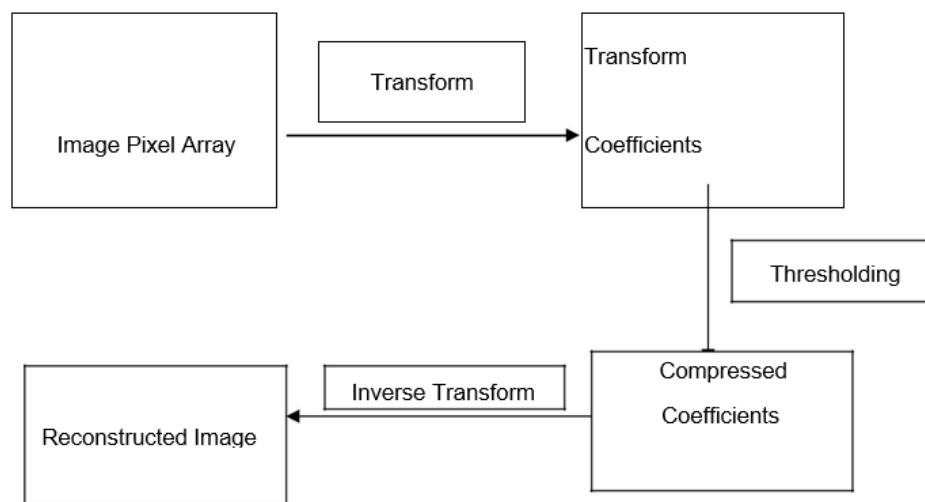 Image Pixel Array
Transform
Transform
Coefficients
Thresholding
Compressed
Coefficients
Inverse Transform
Reconstructed Image